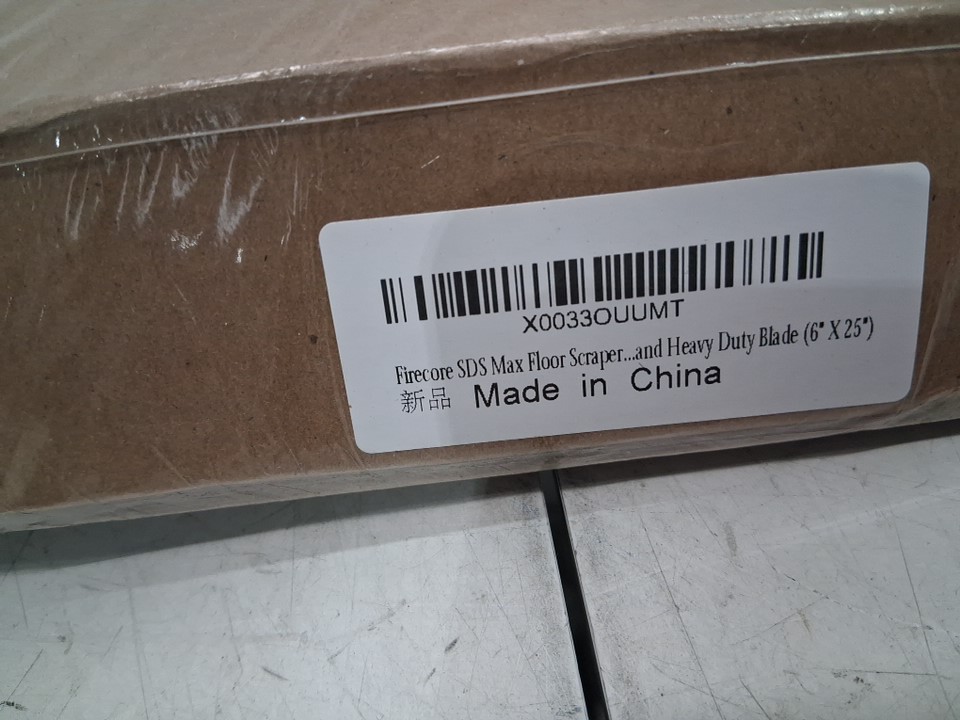 X0033OUUMT
Firecore SDS Max Floor Scraper...and Heavy Duty Blade (6" X 25")
新品 Made in China